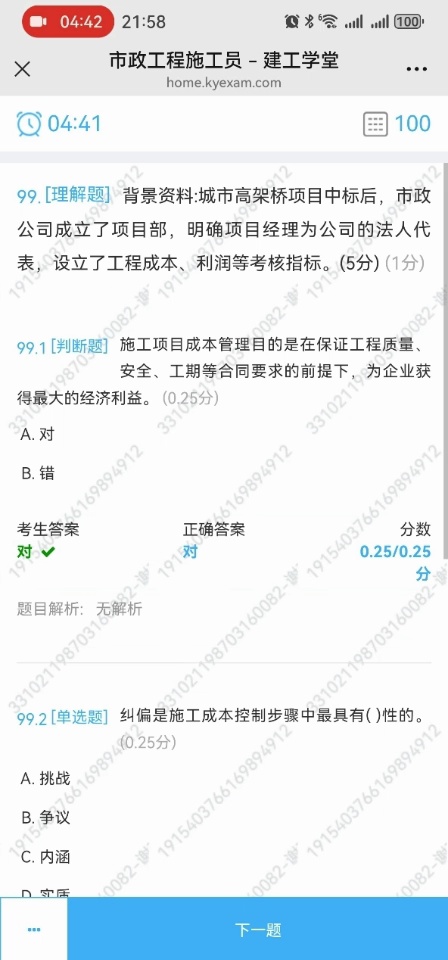 04:42 21:58 100
市政工程施工员 – 建工学堂
home.kyexam.com
04:41 100
99. [理解题] 背景资料:城市高架桥项目中标后，市政
公司成立了项目部，明确项目经理为公司的法人代
表，设立了工程成本、利润等考核指标。(5分) (1分)
99.1 [判断题] 施工项目成本管理目的是在保证工程质量、
安全、工期等合同要求的前提下，为企业获
得最大的经济利益。 (0.25分)
A. 对
B. 错
考生答案 正确答案 分数
对 对 0.25/0.25
分
题目解析: 无解析
99.2 [单选题] 纠偏是施工成本控制步骤中最具有( )性的。
(0.25分)
A. 挑战
B. 争议
C. 内涵
D. 实质
下一题